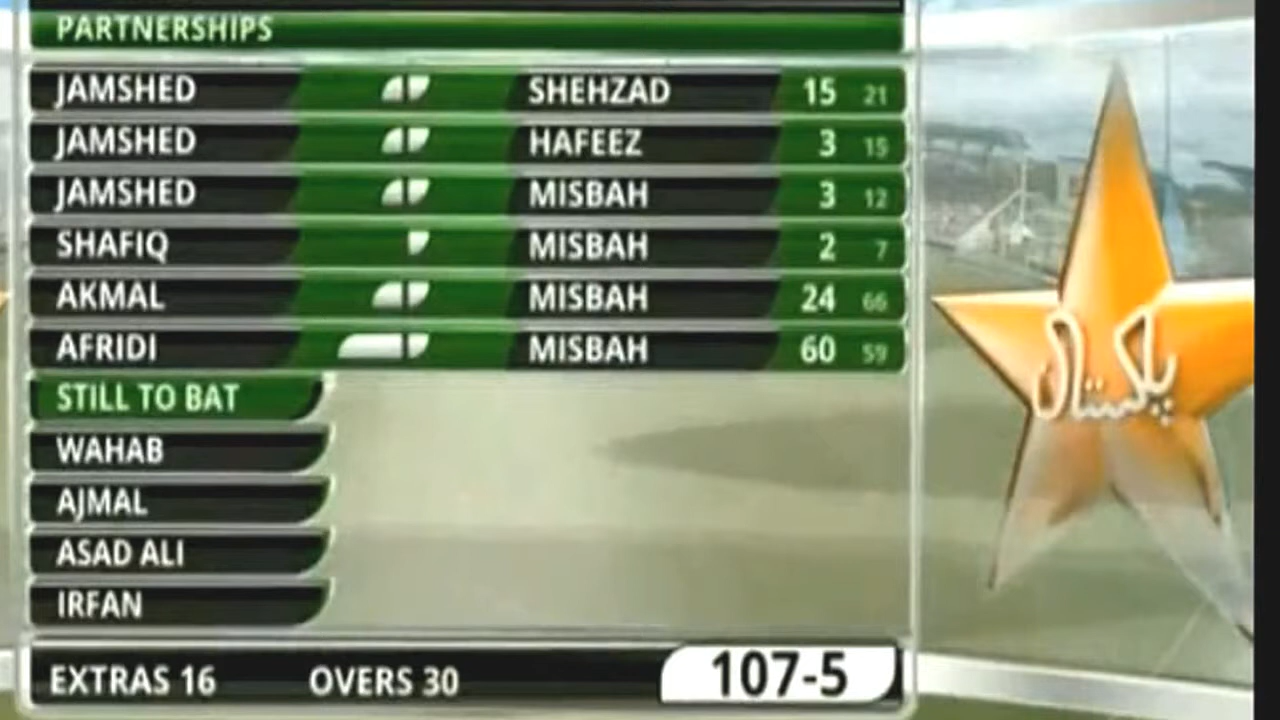 PARTNERSHIPS
JAMSHED SHEHZAD 15 21
JAMSHED HAFEEZ 3 15
JAMSHED MISBAH 3 12
SHAFIQ MISBAH 2 7
AKMAL MISBAH 24 66
AFRIDI MISBAH 60 59
STILL TO BAT
WAHAB
AJMAL
ASAD ALI
IRFAN
EXTRAS 16 OVERS 30 107-5
پاکستان